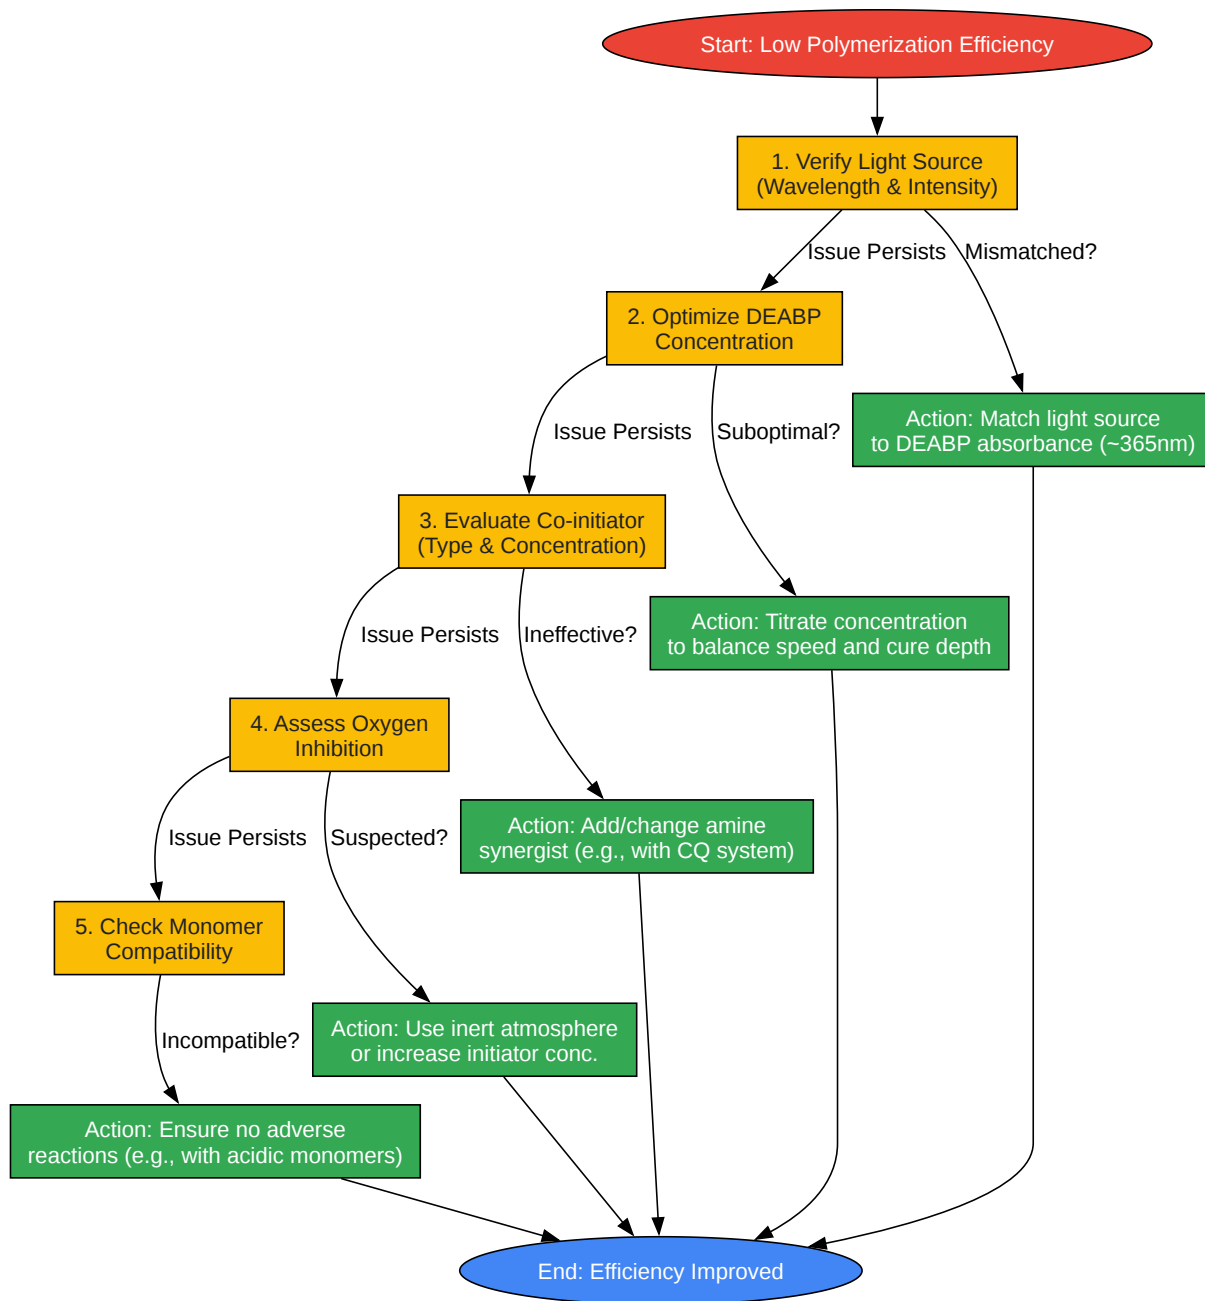 Start: Low Polymerization Efficiency
1. Verify Light Source
(Wavelength & Intensity)
Issue Persists
Mismatched?
2. Optimize DEABP
Concentration
Action: Match light source
to DEABP absorbance (~365nm)
Issue Persists
Suboptimal?
3. Evaluate Co-initiator
(Type & Concentration)
Action: Titrate concentration
to balance speed and cure depth
Issue Persists
Ineffective?
4. Assess Oxygen
Inhibition
Action: Add/change amine
synergist (e.g., with CQ system)
Issue Persists
Suspected?
5. Check Monomer
Compatibility
Action: Use inert atmosphere
or increase initiator conc.
Incompatible?
Action: Ensure no adverse
reactions (e.g., with acidic monomers)
End: Efficiency Improved